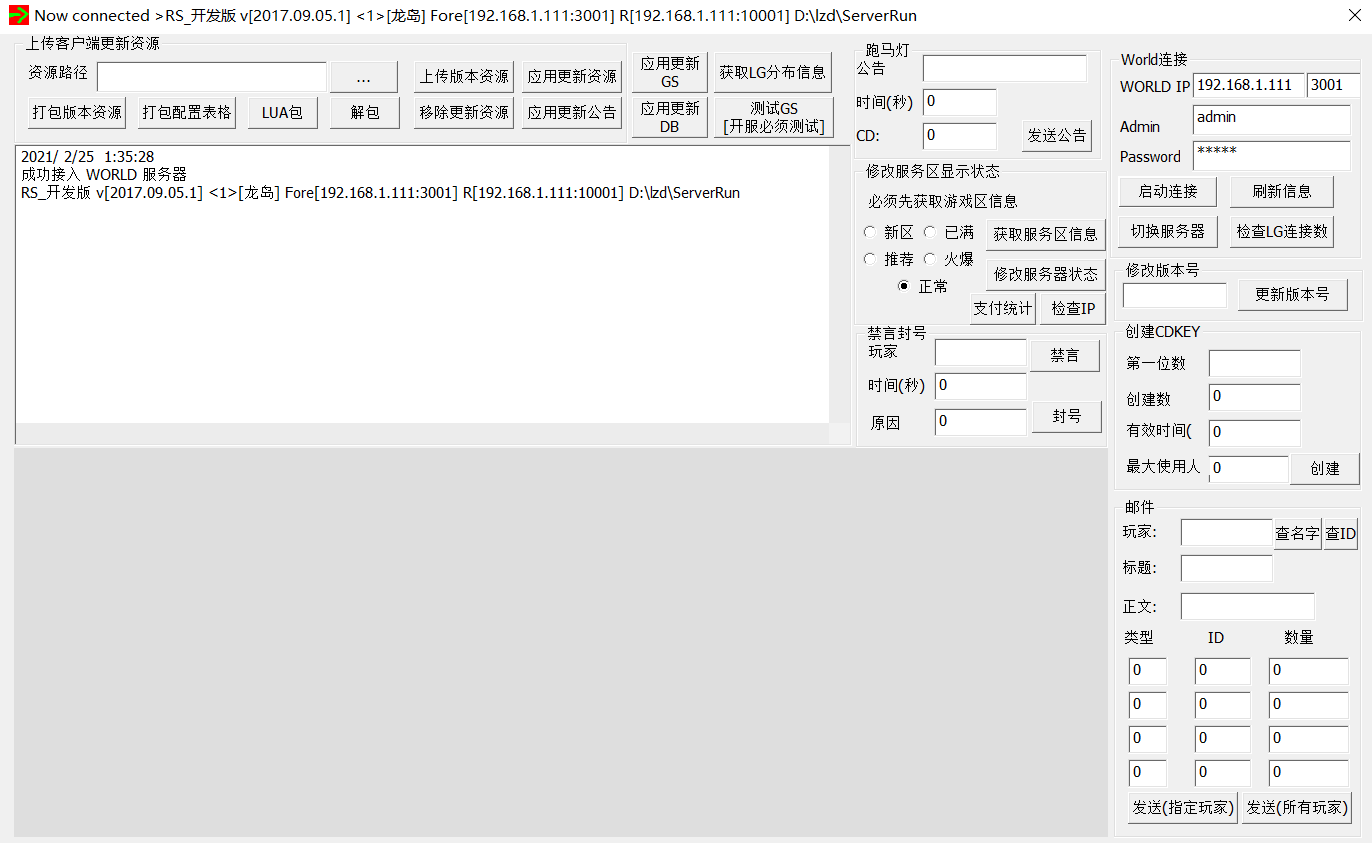 Now connected >RS_开发版 v[2017.09.05.1] <1>[龙岛] Fore[192.168.1.111:3001] R[192.168.1.111:10001] D:\lzd\ServerRun
上传客户端更新资源
资源路径
...
上传版本资源
应用更新资源
应用更新
GS
获取LG分布信息
打包版本资源
打包配置表格
LUA包
解包
移除更新资源
应用更新公告
应用更新
DB
测试GS
[开服必须测试]
2021/ 2/25  1:35:28
成功接入 WORLD 服务器
RS_开发版 v[2017.09.05.1] <1>[龙岛] Fore[192.168.1.111:3001] R[192.168.1.111:10001] D:\lzd\ServerRun
跑马灯
公告
时间(秒) 0
CD: 0
发送公告
修改服务区显示状态
必须先获取游戏区信息
新区 已满
获取服务区信息
推荐 火爆
修改服务器状态
正常
支付统计
检查IP
禁言封号
玩家
禁言
时间(秒) 0
原因 0
封号
World连接
WORLD IP 192.168.1.111 3001
Admin admin
Password *****
启动连接
刷新信息
切换服务器
检查LG连接数
修改版本号
更新版本号
创建CDKEY
第一位数
创建数 0
有效时间( 0
最大使用人 0
创建
邮件
玩家:
查名字
查ID
标题:
正文:
类型 ID 数量
0 0 0
0 0 0
0 0 0
0 0 0
发送(指定玩家)
发送(所有玩家)